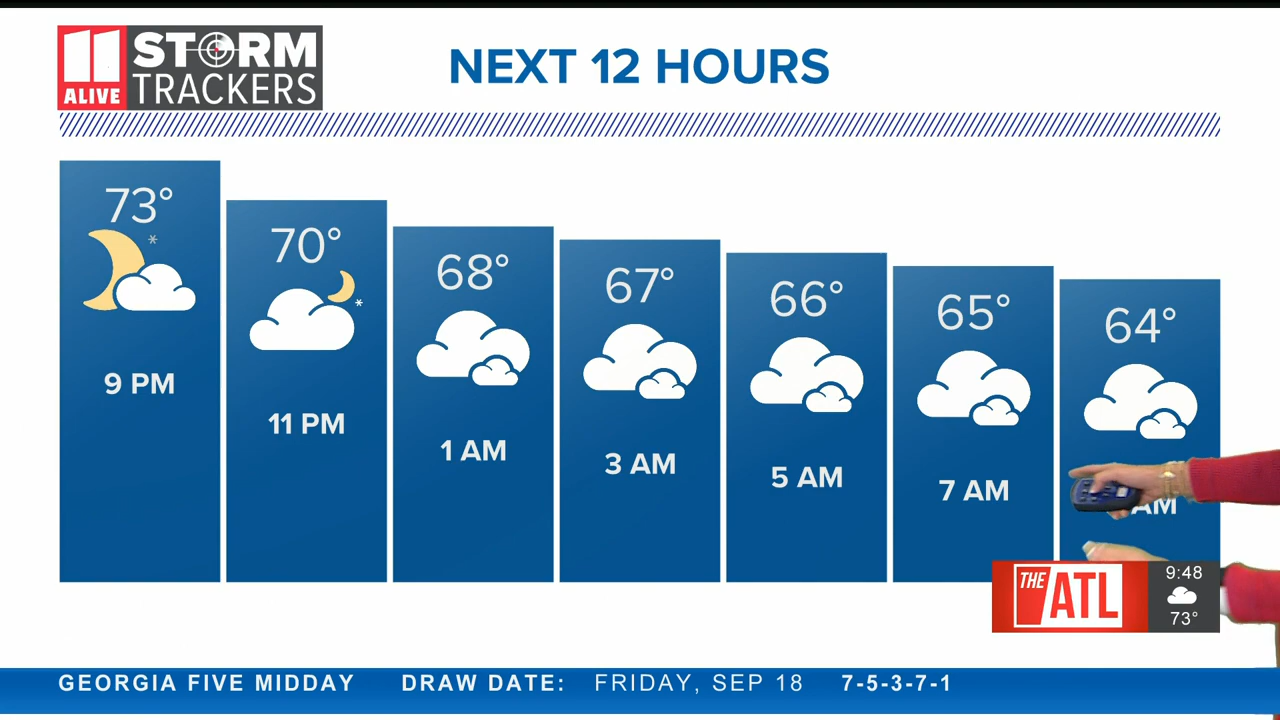 11 ALIVE
STORM
TRACKERS
NEXT 12 HOURS
73°
9 PM
70°
11 PM
68°
1 AM
67°
3 AM
66°
5 AM
65°
7 AM
64°
AM
THE ATL
9:48
73°
GEORGIA FIVE MIDDAY DRAW DATE: FRIDAY, SEP 18 7-5-3-7-1